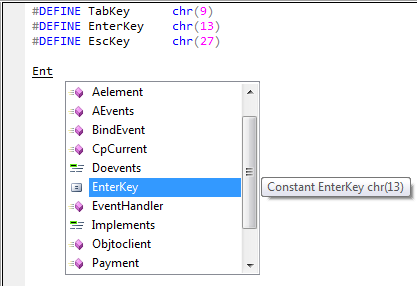 #DEFINE TabKey chr(9)
#DEFINE EnterKey chr(13)
#DEFINE EscKey chr(27)
Ent
Aelement
AEvents
BindEvent
CpCurrent
Doevents
EnterKey
Constant EnterKey chr(13)
EventHandler
Implements
Objtoclient
Payment